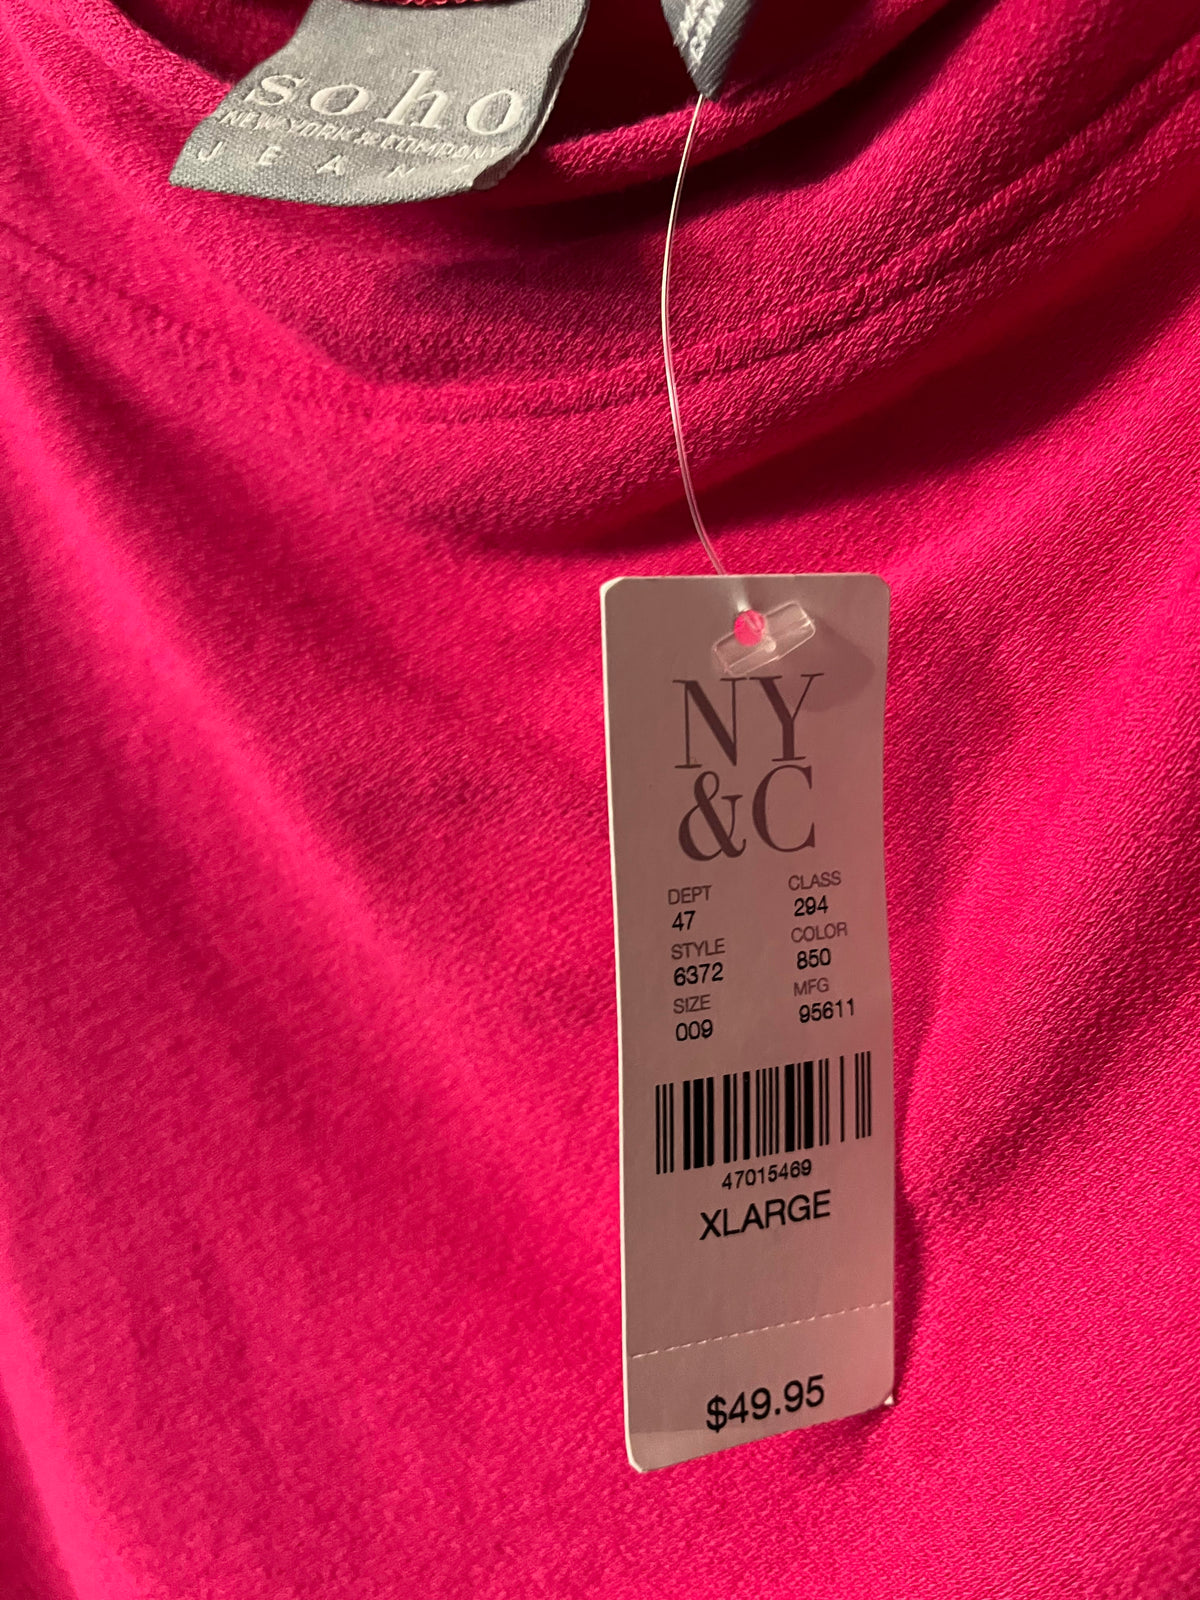 soho
NEW YORK & COMPANY
J E A N
NY
&C
DEPT CLASS
47 294
STYLE COLOR
6372 850
SIZE MFG
009 95611
47015469
XLARGE
$49.95